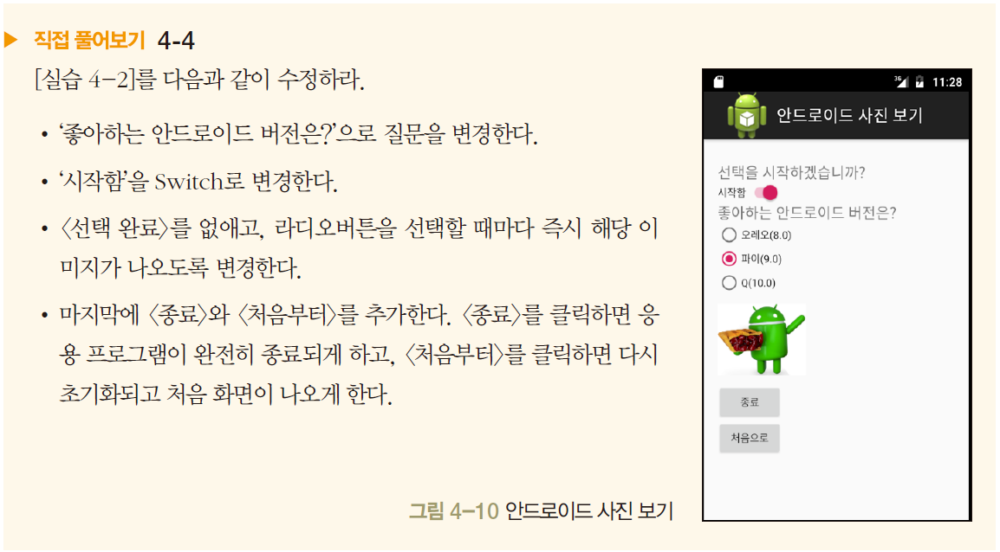 직접 풀어보기 4-4
[실습 4-2]를 다음과 같이 수정하라.
• ‘좋아하는 안드로이드 버전은?’으로 질문을 변경한다.
• ‘시작함’을 Switch로 변경한다.
• 〈선택 완료〉를 없애고, 라디오버튼을 선택할 때마다 즉시 해당 이
미지가 나오도록 변경한다.
• 마지막에 〈종료〉와 〈처음부터〉를 추가한다. 〈종료〉를 클릭하면 응
용 프로그램이 완전히 종료되게 하고, 〈처음부터〉를 클릭하면 다시
초기화되고 처음 화면이 나오게 한다.
3G 11:28
안드로이드 사진 보기
선택을 시작하겠습니까?
시작함
좋아하는 안드로이드 버전은?
오레오(8.0)
파이(9.0)
Q(10.0)
종료
처음으로
그림 4-10 안드로이드 사진 보기